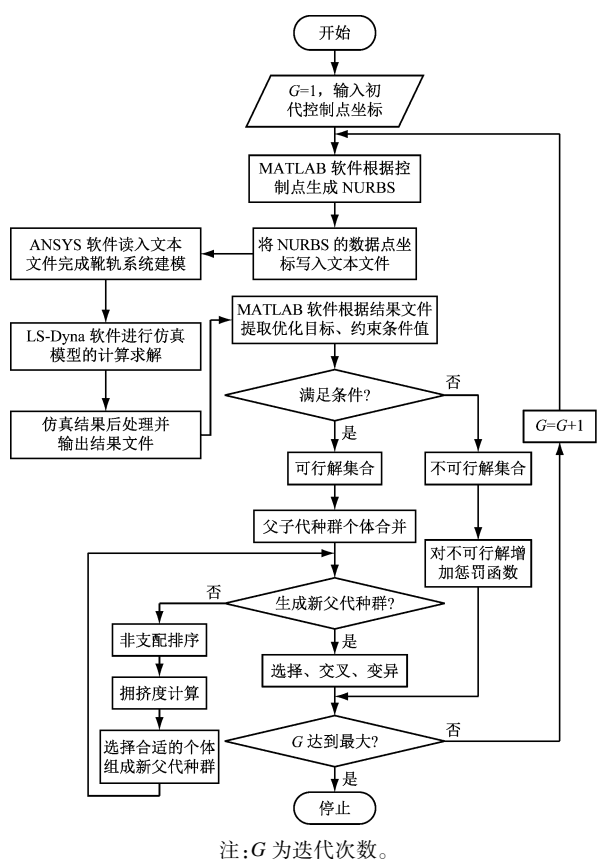 开始
G=1，输入初
代控制点坐标
MATLAB 软件根据控
制点生成 NURBS
将 NURBS 的数据点坐
标写入文本文件
ANSYS 软件读入文本
文件完成靴轨系统建模
LS-Dyna 软件进行仿真
模型的计算求解
仿真结果后处理并
输出结果文件
MATLAB 软件根据结果文件
提取优化目标、约束条件值
满足条件?
否
是
可行解集合
不可行解集合
G=G+1
父子代种群个体合并
对不可行解增
加惩罚函数
生成新父代种群?
否
是
非支配排序
拥挤度计算
选择合适的个体
组成新父代种群
选择、交叉、变异
G 达到最大?
否
是
停止
注:G 为迭代次数。